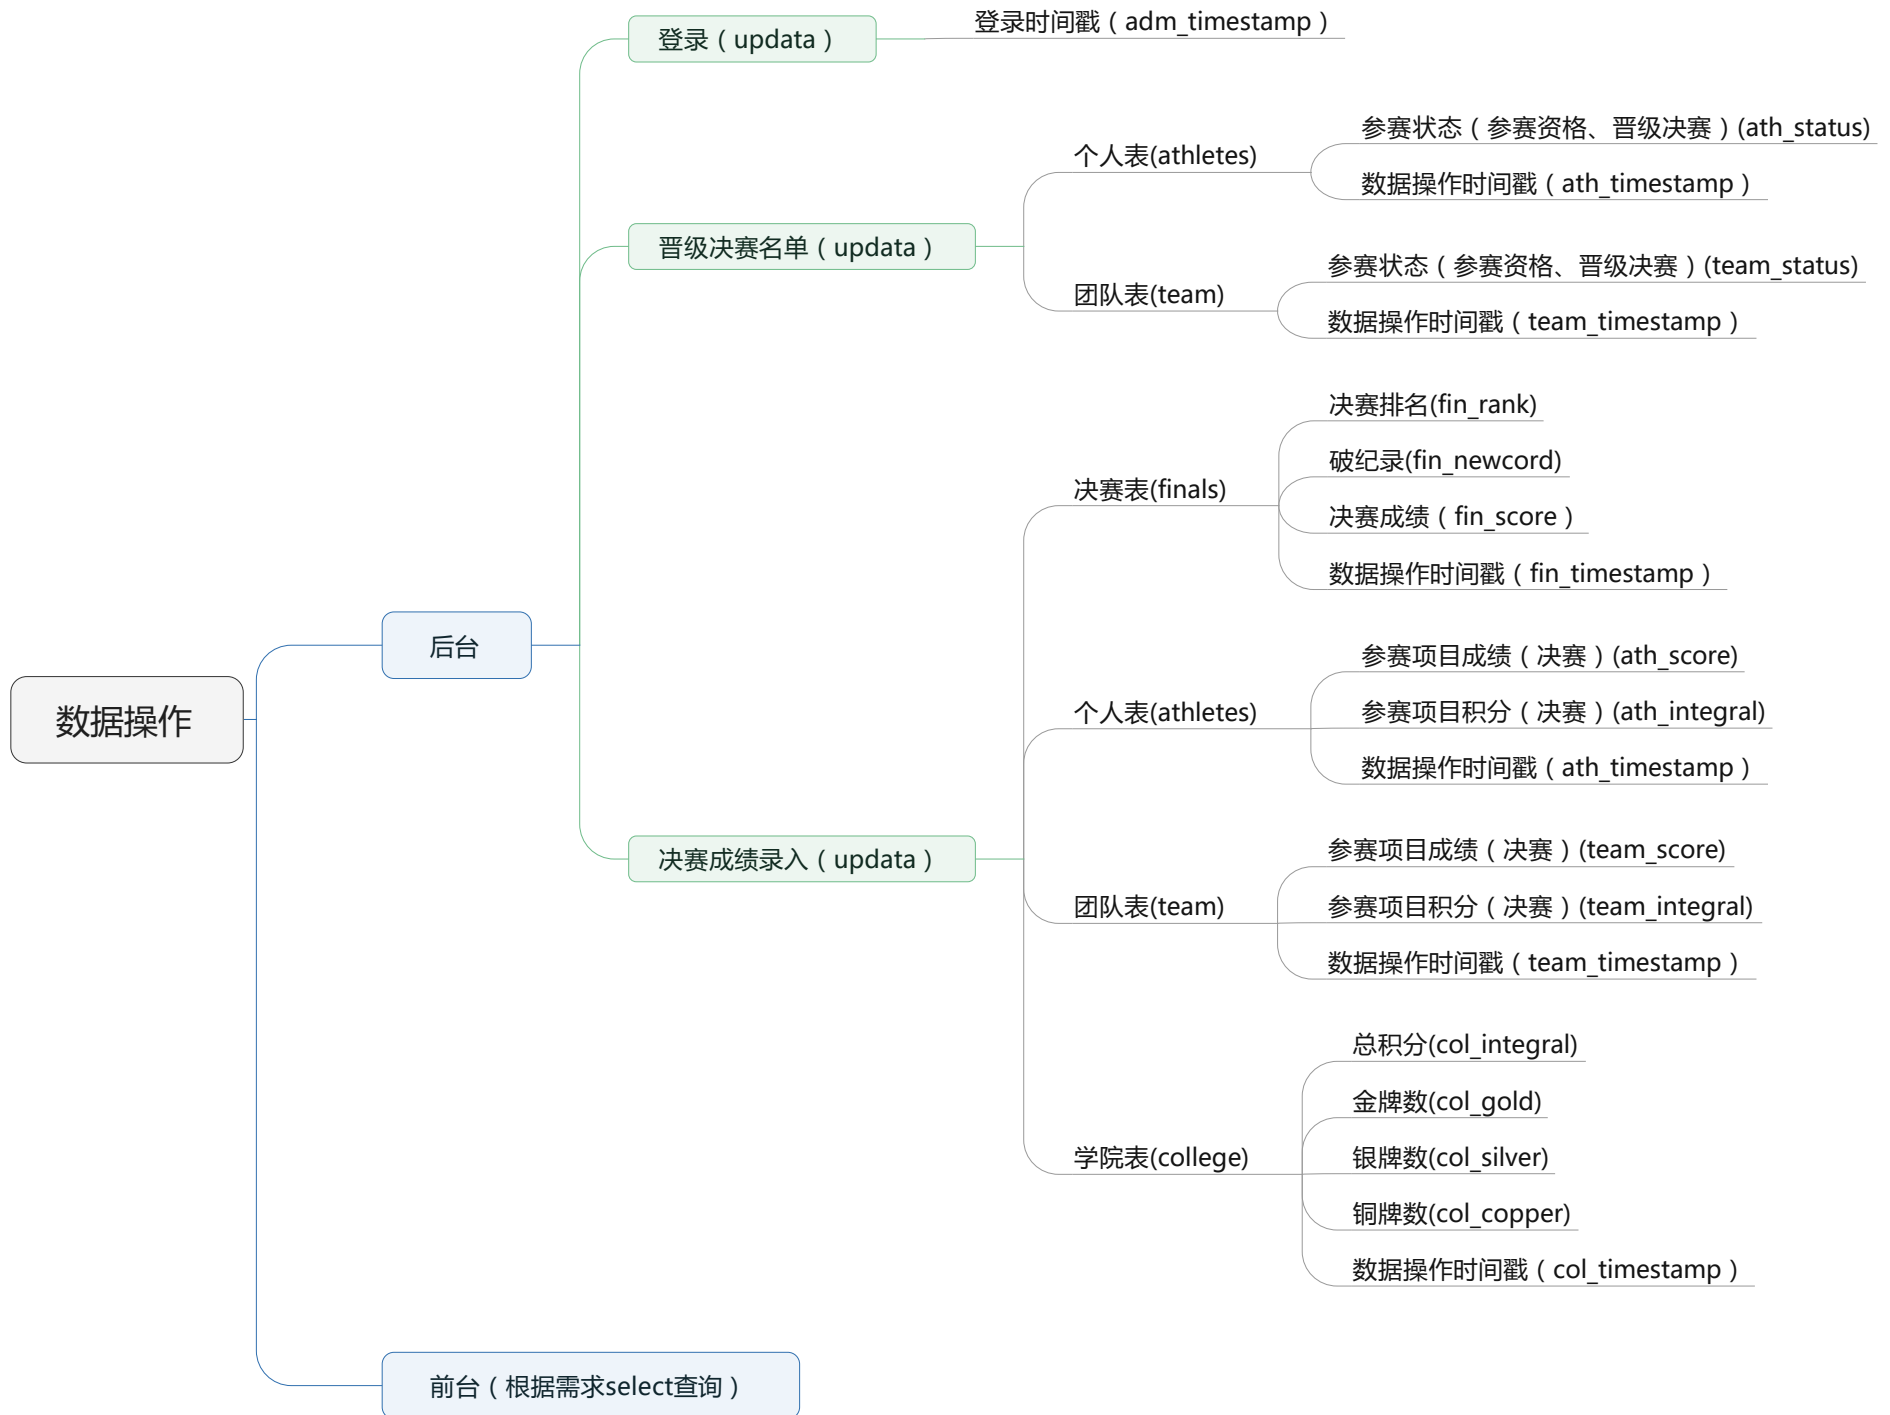 数据操作
后台
登录（updata）
登录时间戳（adm_timestamp）
晋级决赛名单（updata）
个人表(athletes)
参赛状态（参赛资格、晋级决赛）(ath_status)
数据操作时间戳（ath_timestamp）
团队表(team)
参赛状态（参赛资格、晋级决赛）(team_status)
数据操作时间戳（team_timestamp）
决赛成绩录入（updata）
决赛表(finals)
决赛排名(fin_rank)
破纪录(fin_newcord)
决赛成绩（fin_score）
数据操作时间戳（fin_timestamp）
个人表(athletes)
参赛项目成绩（决赛）(ath_score)
参赛项目积分（决赛）(ath_integral)
数据操作时间戳（ath_timestamp）
团队表(team)
参赛项目成绩（决赛）(team_score)
参赛项目积分（决赛）(team_integral)
数据操作时间戳（team_timestamp）
学院表(college)
总积分(col_integral)
金牌数(col_gold)
银牌数(col_silver)
铜牌数(col_copper)
数据操作时间戳（col_timestamp）
前台（根据需求select查询）